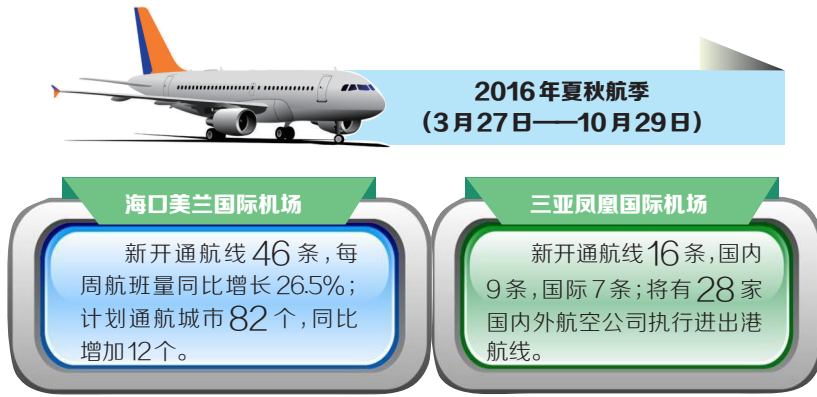 2016年夏秋航季
（3月27日——10月29日）
海口美兰国际机场
新开通航线46条，每
周航班量同比增长26.5%；
计划通航城市82个，同比
增加12个。
三亚凤凰国际机场
新开通航线16条，国内
9条，国际7条；将有28家
国内外航空公司执行进出港
航线。